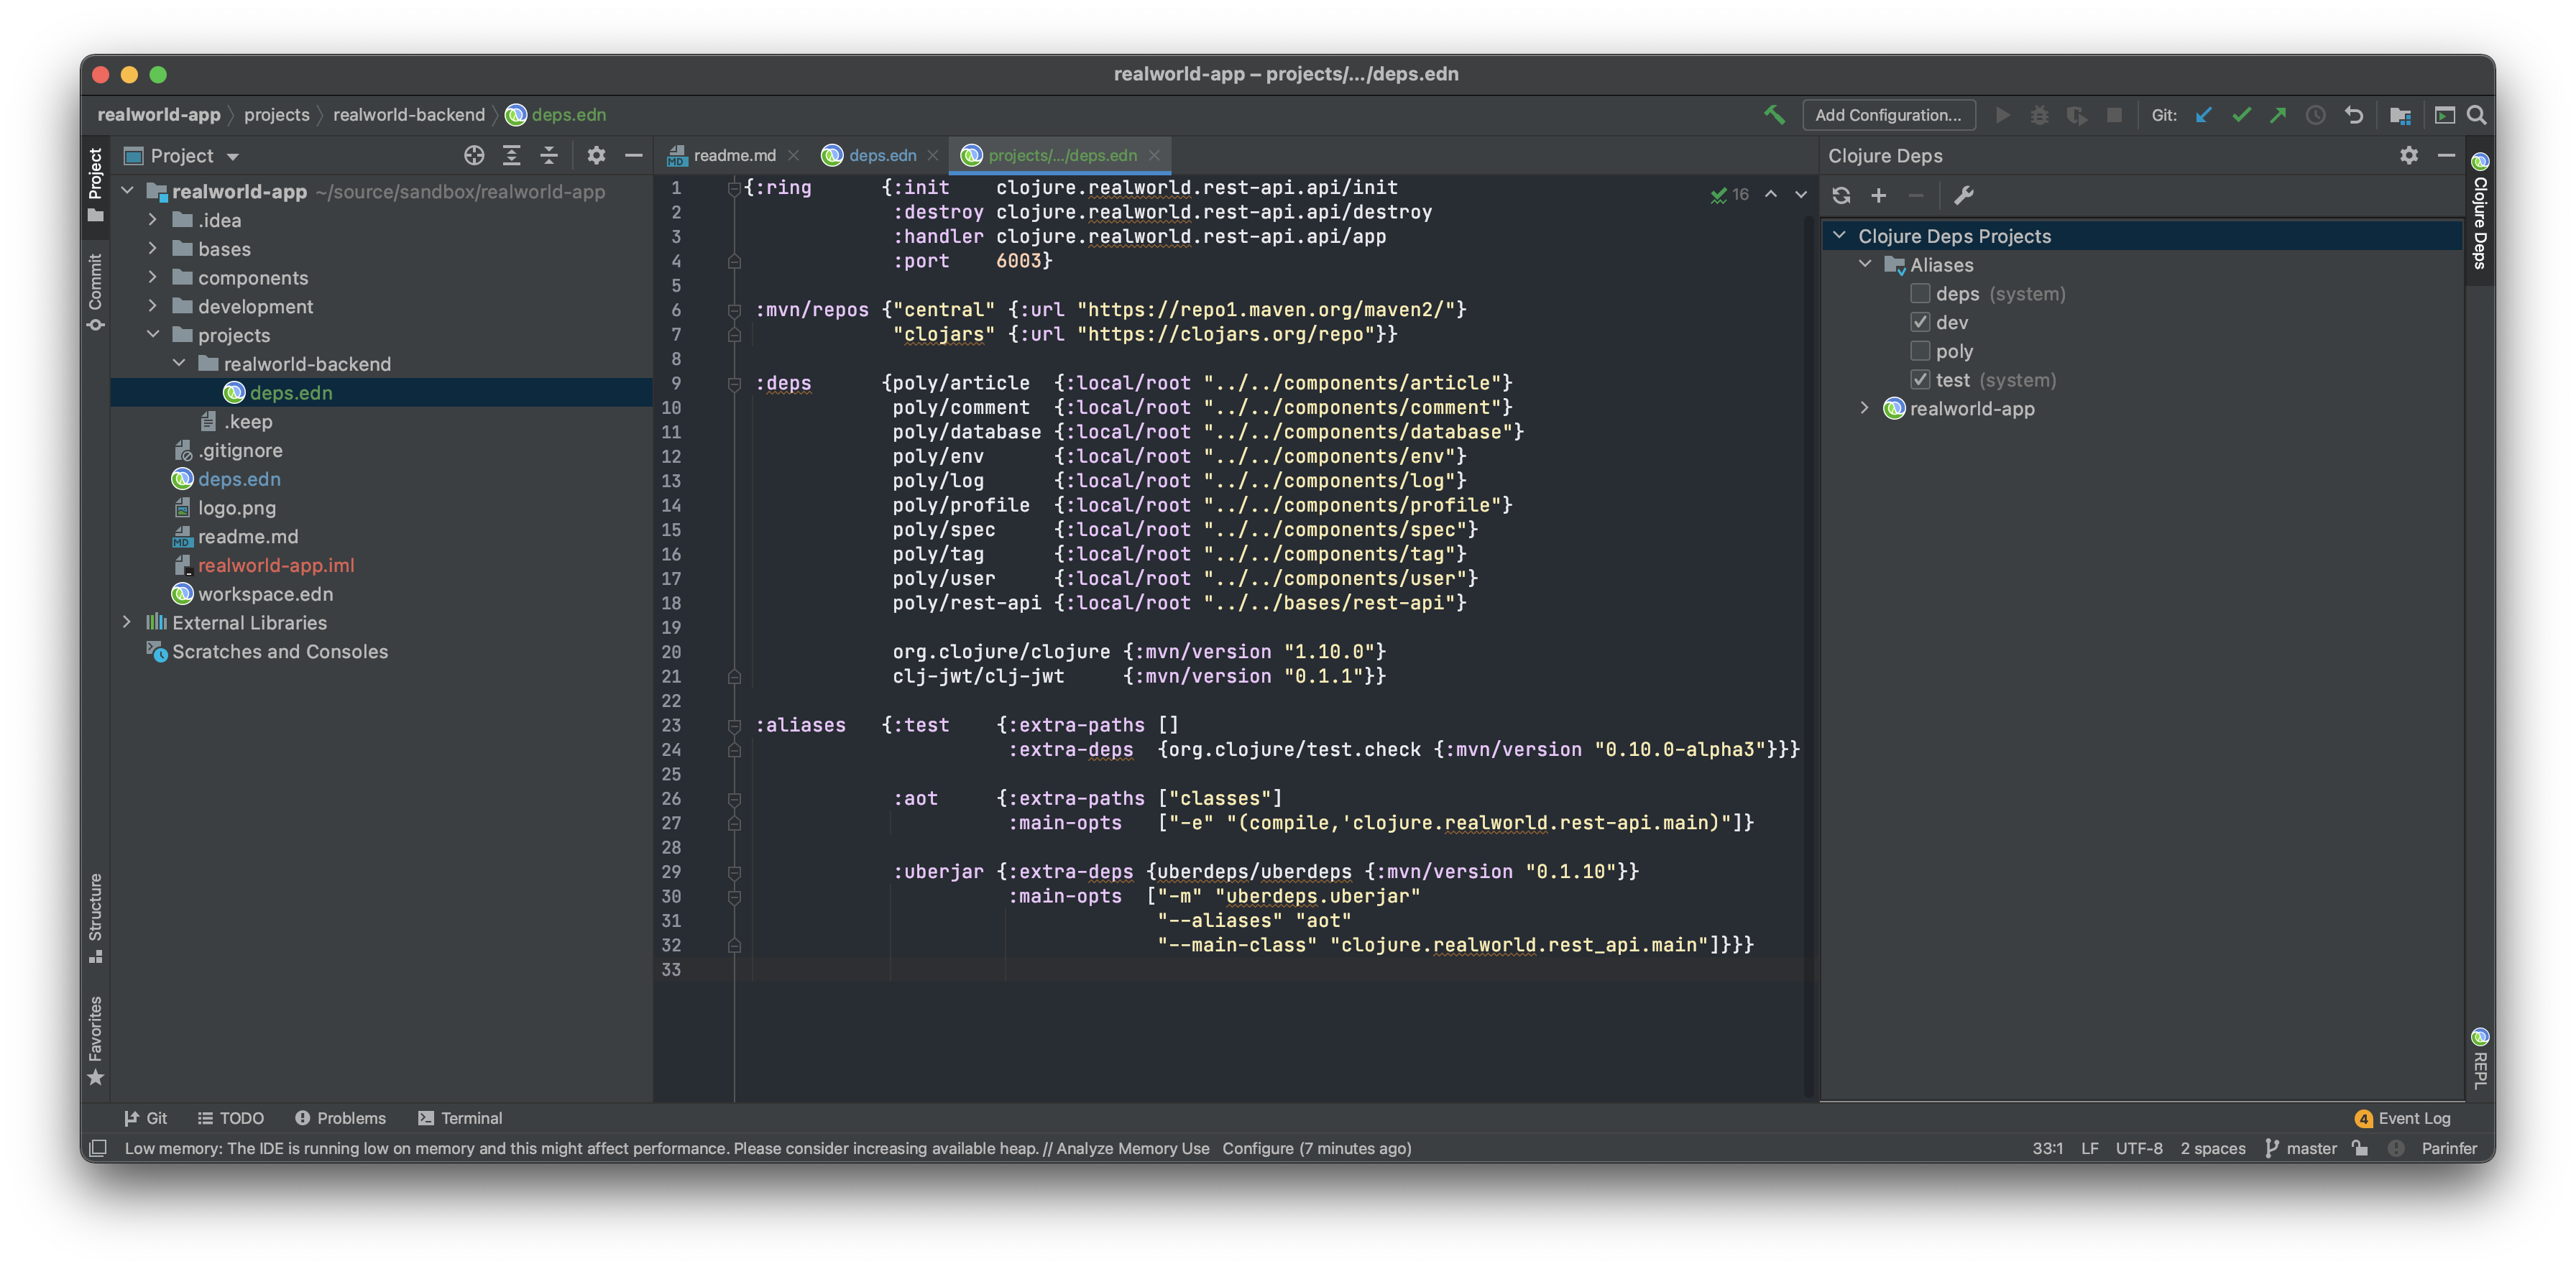 realworld-app – projects/.../deps.edn
realworld-app projects realworld-backend deps.edn
Add Configuration... Git:
Project
Commit
Structure
Favorites
Project
realworld-app ~/source/sandbox/realworld-app
.idea
bases
components
development
projects
realworld-backend
deps.edn
.keep
.gitignore
deps.edn
logo.png
readme.md
realworld-app.iml
workspace.edn
External Libraries
Scratches and Consoles
readme.md deps.edn projects/.../deps.edn
16
1 {:ring {:init clojure.realworld.rest-api.api/init
2 :destroy clojure.realworld.rest-api.api/destroy
3 :handler clojure.realworld.rest-api.api/app
4 :port 6003}
5
6 :mvn/repos {"central" {:url "https://repo1.maven.org/maven2/"}
7 "clojars" {:url "https://clojars.org/repo"}}
8
9 :deps {poly/article {:local/root "../../components/article"}
10 poly/comment {:local/root "../../components/comment"}
11 poly/database {:local/root "../../components/database"}
12 poly/env {:local/root "../../components/env"}
13 poly/log {:local/root "../../components/log"}
14 poly/profile {:local/root "../../components/profile"}
15 poly/spec {:local/root "../../components/spec"}
16 poly/tag {:local/root "../../components/tag"}
17 poly/user {:local/root "../../components/user"}
18 poly/rest-api {:local/root "../../bases/rest-api"}
19
20 org.clojure/clojure {:mvn/version "1.10.0"}
21 clj-jwt/clj-jwt {:mvn/version "0.1.1"}}
22
23 :aliases {:test {:extra-paths []
24 :extra-deps {org.clojure/test.check {:mvn/version "0.10.0-alpha3"}}}
25
26 :aot {:extra-paths ["classes"]
27 :main-opts ["-e" "(compile,'clojure.realworld.rest-api.main)"]}
28
29 :uberjar {:extra-deps {uberdeps/uberdeps {:mvn/version "0.1.10"}}
30 :main-opts ["-m" "uberdeps.uberjar"
31 "--aliases" "aot"
32 "--main-class" "clojure.realworld.rest_api.main"]}}}
33
Clojure Deps
Clojure Deps Projects
Aliases
deps (system)
dev
poly
test (system)
realworld-app
Clojure Deps
REPL
Git TODO Problems Terminal
4 Event Log
Low memory: The IDE is running low on memory and this might affect performance. Please consider increasing available heap. // Analyze Memory Use Configure (7 minutes ago)
33:1 LF UTF-8 2 spaces master Parinfer